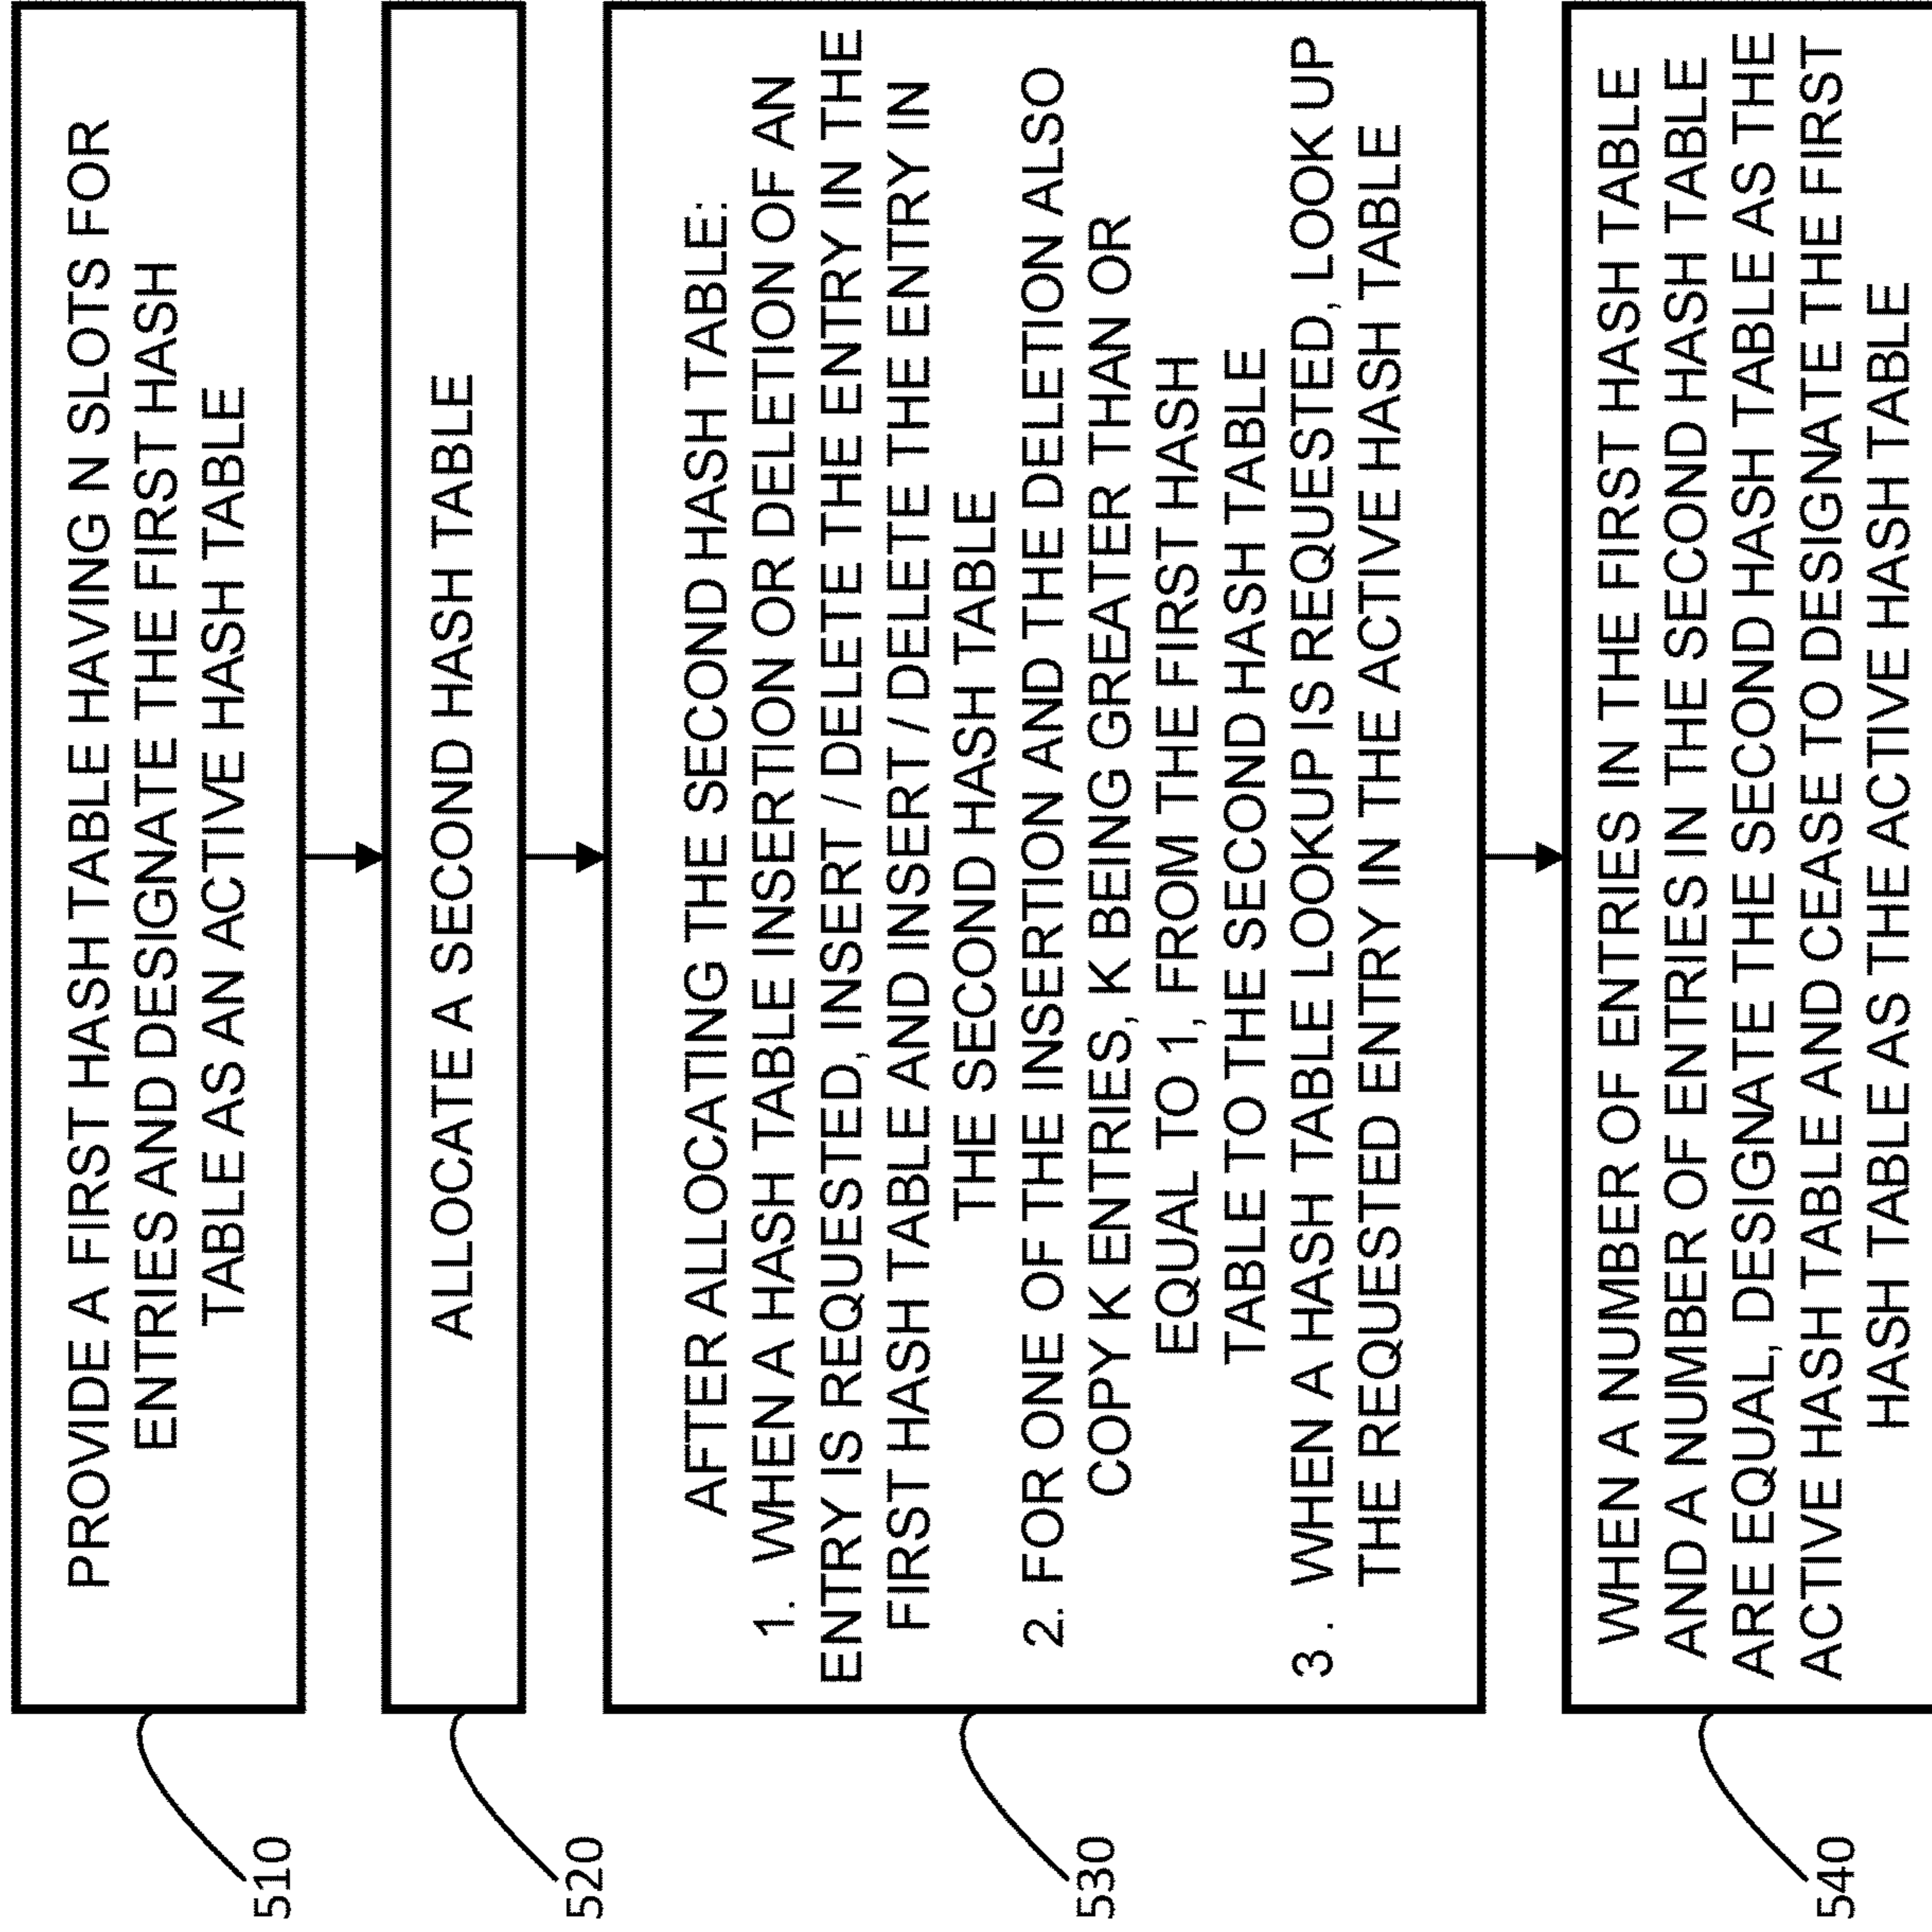 PROVIDE A FIRST HASH TABLE HAVING N SLOTS FOR
ENTRIES AND DESIGNATE THE FIRST HASH
TABLE AS AN ACTIVE HASH TABLE
510
ALLOCATE A SECOND HASH TABLE
520
AFTER ALLOCATING THE SECOND HASH TABLE:
1. WHEN A HASH TABLE INSERTION OR DELETION OF AN
ENTRY IS REQUESTED, INSERT / DELETE THE ENTRY IN THE
FIRST HASH TABLE AND INSERT / DELETE THE ENTRY IN
THE SECOND HASH TABLE
2. FOR ONE OF THE INSERTION AND THE DELETION ALSO
COPY K ENTRIES, K BEING GREATER THAN OR
EQUAL TO 1, FROM THE FIRST HASH
TABLE TO THE SECOND HASH TABLE
3. WHEN A HASH TABLE LOOKUP IS REQUESTED, LOOK UP
THE REQUESTED ENTRY IN THE ACTIVE HASH TABLE
530
WHEN A NUMBER OF ENTRIES IN THE FIRST HASH TABLE
AND A NUMBER OF ENTRIES IN THE SECOND HASH TABLE
ARE EQUAL, DESIGNATE THE SECOND HASH TABLE AS THE
ACTIVE HASH TABLE AND CEASE TO DESIGNATE THE FIRST
HASH TABLE AS THE ACTIVE HASH TABLE
540